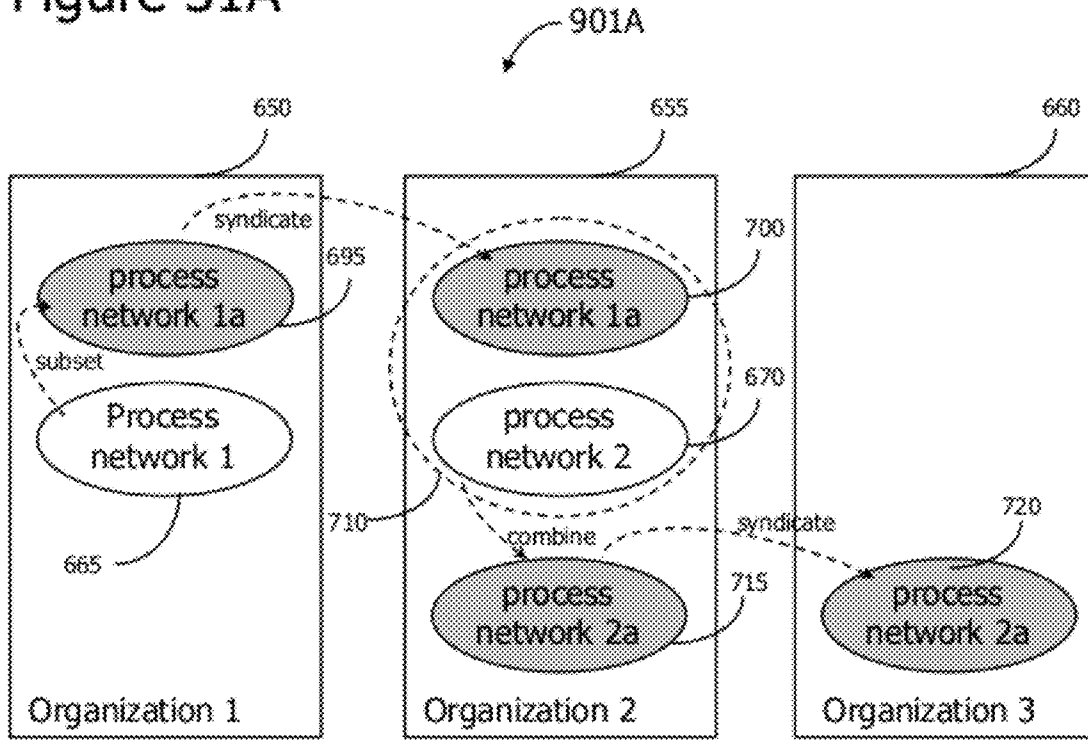 Figure 31A
901A
650
655
660
syndicate
process
network 1a
695
process
network 1a
700
subset
Process
network 1
665
process
network 2
670
710
combine
syndicate
720
process
network 2a
715
process
network 2a
Organization 1
Organization 2
Organization 3